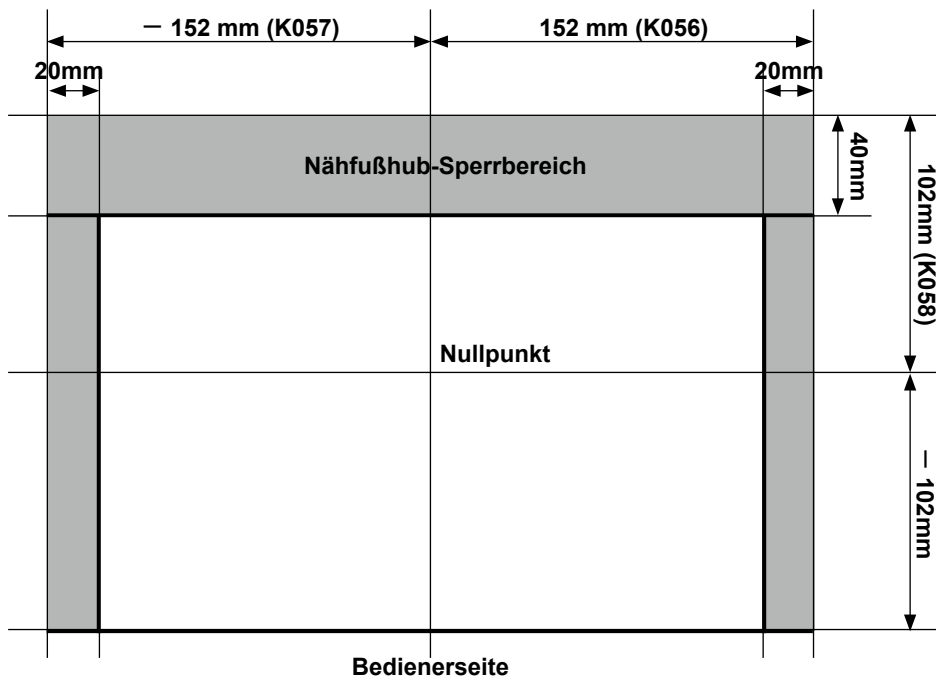 − 152 mm (K057)
152 mm (K056)
20mm
20mm
Nähfußhub-Sperrbereich
40mm
102mm (K058)
Nullpunkt
− 102mm
Bedienerseite